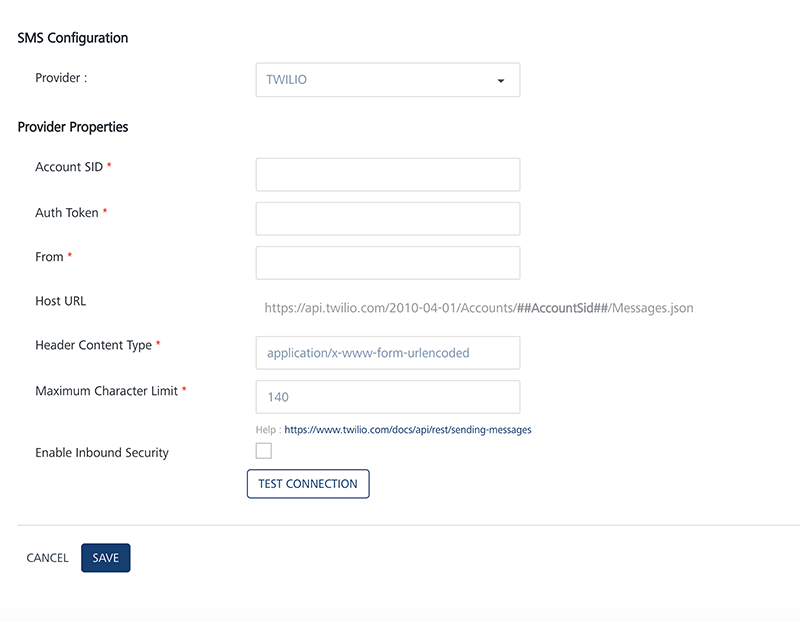 SMS Configuration
Provider :
TWILIO
Provider Properties
Account SID *
Auth Token *
From *
Host URL
https://api.twilio.com/2010-04-01/Accounts/##AccountSid##/Messages.json
Header Content Type *
application/x-www-form-urlencoded
Maximum Character Limit *
140
Help : https://www.twilio.com/docs/api/rest/sending-messages
Enable Inbound Security
TEST CONNECTION
CANCEL SAVE